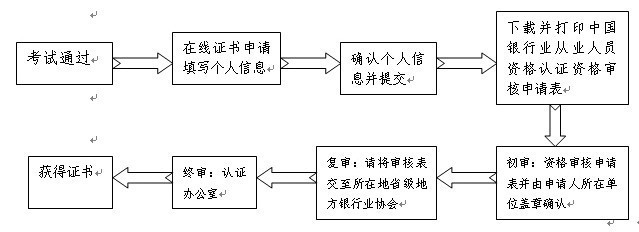 考试通过
在线证书申请
填写个人信息
确认个人信
息并提交
下载并打印中国
银行业从业人员
资格认证资格审
核申请表
获得证书
终审：认证
办公室
复审：请将审核表
交至所在地省级地
方银行业协会
初审：资格审核申请
表并由申请人所在单
位盖章确认